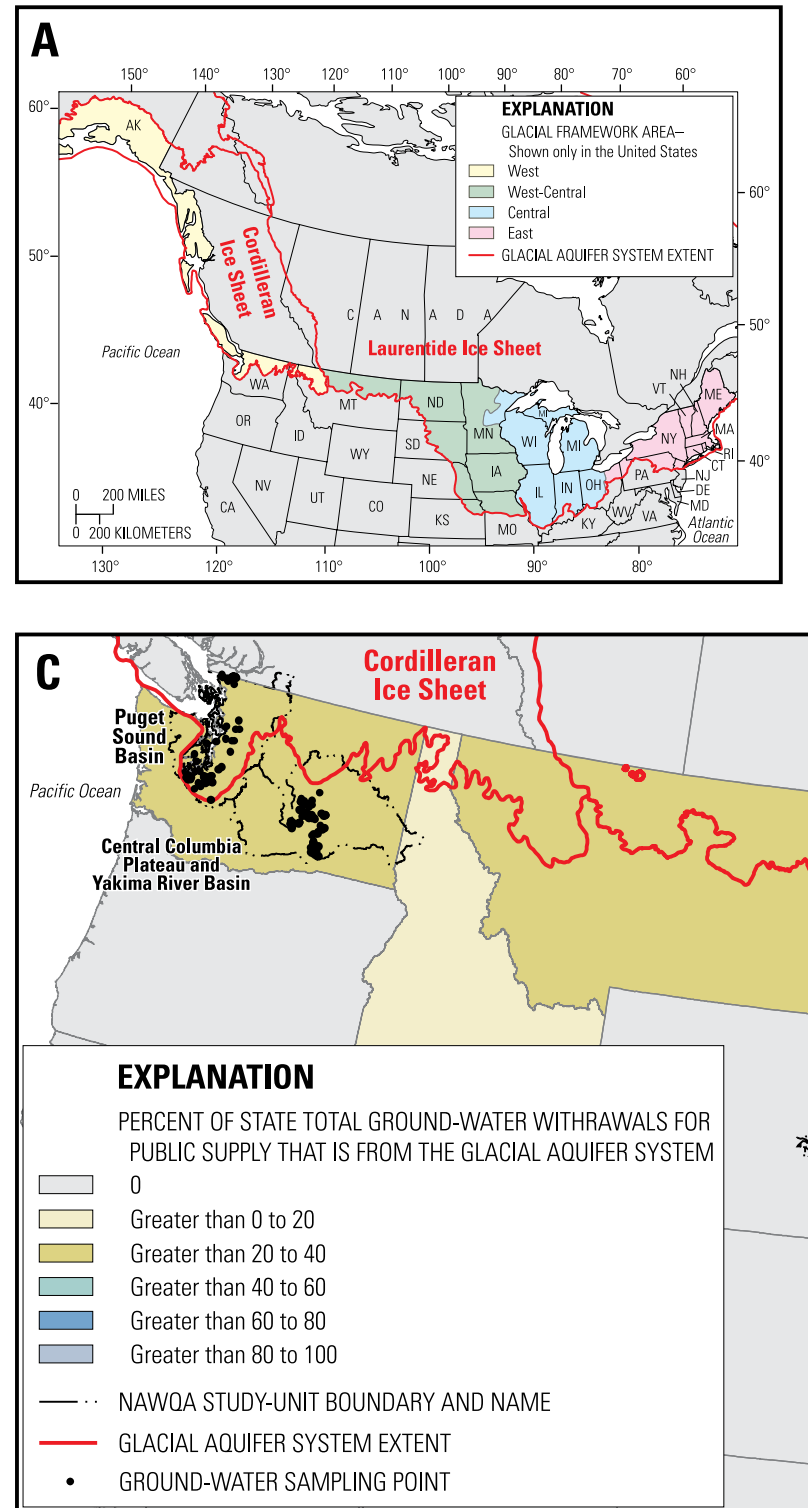 A
150°
140°
130°
120°
110°
100°
90°
80°
70°
60°
60°
AK
EXPLANATION
GLACIAL FRAMEWORK AREA–
Shown only in the United States
West
West-Central
Central
East
GLACIAL AQUIFER SYSTEM EXTENT
60°
50°
Cordilleran
Ice Sheet
C A N A D A
50°
Pacific Ocean
Laurentide Ice Sheet
NH
VT
ME
40°
WA
MT
ND
MN
MI
WI
MI
NY
MA
RI
CT
40°
OR
ID
SD
WY
IA
NE
PA
NJ
DE
MD
0 200 MILES
0 200 KILOMETERS
CA
NV
UT
CO
KS
MO
IL
IN
OH
KY
WV
VA
Atlantic
Ocean
130°
120°
110°
100°
90°
80°
C
Cordilleran
Ice Sheet
Puget
Sound
Basin
Pacific Ocean
Central Columbia
Plateau and
Yakima River Basin
EXPLANATION
PERCENT OF STATE TOTAL GROUND-WATER WITHRAWALS FOR
PUBLIC SUPPLY THAT IS FROM THE GLACIAL AQUIFER SYSTEM
0
Greater than 0 to 20
Greater than 20 to 40
Greater than 40 to 60
Greater than 60 to 80
Greater than 80 to 100
NAWQA STUDY-UNIT BOUNDARY AND NAME
GLACIAL AQUIFER SYSTEM EXTENT
GROUND-WATER SAMPLING POINT